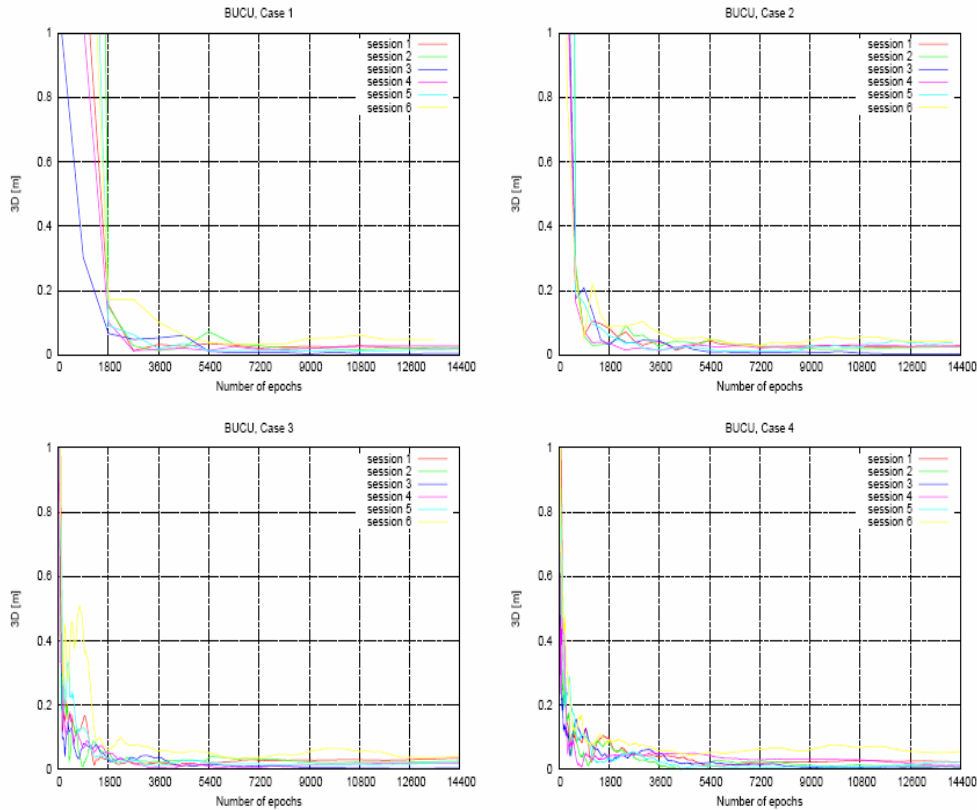 BUCU, Case 1
1
0.8
0.6
0.4
0.2
0
3D [m]
session 1
session 2
session 3
session 4
session 5
session 6
0 1800 3600 5400 7200 9000 10800 12600 14400
Number of epochs
BUCU, Case 2
1
0.8
0.6
0.4
0.2
0
3D [m]
session 1
session 2
session 3
session 4
session 5
session 6
0 1800 3600 5400 7200 9000 10800 12600 14400
Number of epochs
BUCU, Case 3
1
0.8
0.6
0.4
0.2
0
3D [m]
session 1
session 2
session 3
session 4
session 5
session 6
0 1800 3600 5400 7200 9000 10800 12600 14400
Number of epochs
BUCU, Case 4
1
0.8
0.6
0.4
0.2
0
3D [m]
session 1
session 2
session 3
session 4
session 5
session 6
0 1800 3600 5400 7200 9000 10800 12600 14400
Number of epochs